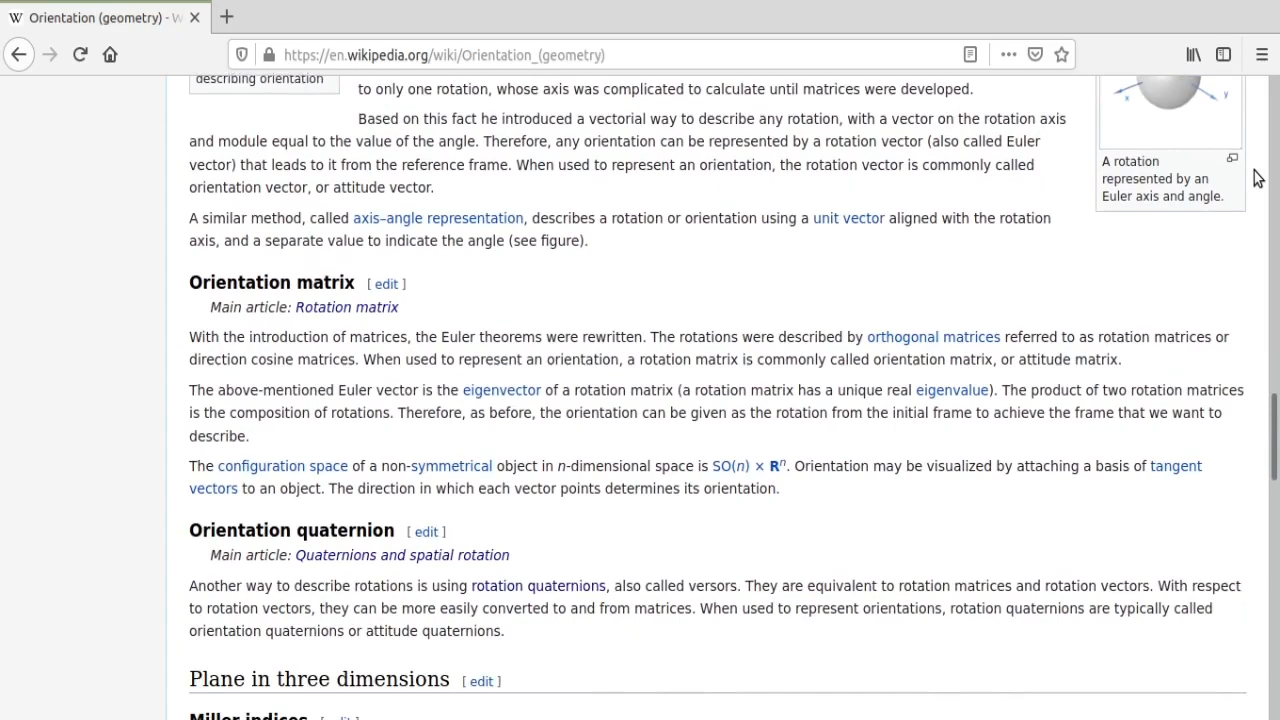 Orientation (geometry) - W
https://en.wikipedia.org/wiki/Orientation_(geometry)
describing orientation
to only one rotation, whose axis was complicated to calculate until matrices were developed.
x
y
Based on this fact he introduced a vectorial way to describe any rotation, with a vector on the rotation axis
and module equal to the value of the angle. Therefore, any orientation can be represented by a rotation vector (also called Euler
vector) that leads to it from the reference frame. When used to represent an orientation, the rotation vector is commonly called
orientation vector, or attitude vector.
A rotation
represented by an
Euler axis and angle.
A similar method, called axis–angle representation, describes a rotation or orientation using a unit vector aligned with the rotation
axis, and a separate value to indicate the angle (see figure).
Orientation matrix [ edit ]
Main article: Rotation matrix
With the introduction of matrices, the Euler theorems were rewritten. The rotations were described by orthogonal matrices referred to as rotation matrices or
direction cosine matrices. When used to represent an orientation, a rotation matrix is commonly called orientation matrix, or attitude matrix.
The above-mentioned Euler vector is the eigenvector of a rotation matrix (a rotation matrix has a unique real eigenvalue). The product of two rotation matrices
is the composition of rotations. Therefore, as before, the orientation can be given as the rotation from the initial frame to achieve the frame that we want to
describe.
The configuration space of a non-symmetrical object in n-dimensional space is SO(n) × Rⁿ. Orientation may be visualized by attaching a basis of tangent
vectors to an object. The direction in which each vector points determines its orientation.
Orientation quaternion [ edit ]
Main article: Quaternions and spatial rotation
Another way to describe rotations is using rotation quaternions, also called versors. They are equivalent to rotation matrices and rotation vectors. With respect
to rotation vectors, they can be more easily converted to and from matrices. When used to represent orientations, rotation quaternions are typically called
orientation quaternions or attitude quaternions.
Plane in three dimensions [ edit ]
Miller indices [ edit ]